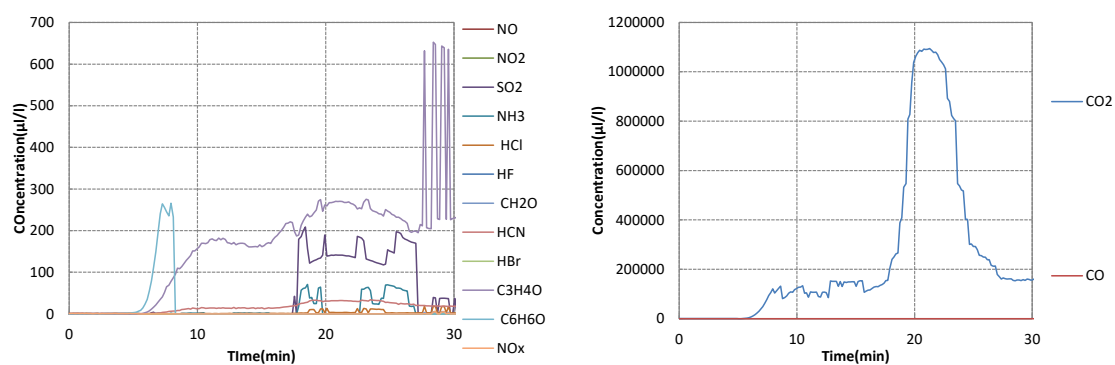 700
600
500
400
300
200
100
0
0
10
20
30
COncentration(µl/l)
TIme(min)
NO
NO2
SO2
NH3
HCl
HF
CH2O
HCN
HBr
C3H4O
C6H6O
NOx
1200000
1000000
800000
600000
400000
200000
0
0
10
20
30
Concentration(µl/l)
Time(min)
CO2
CO